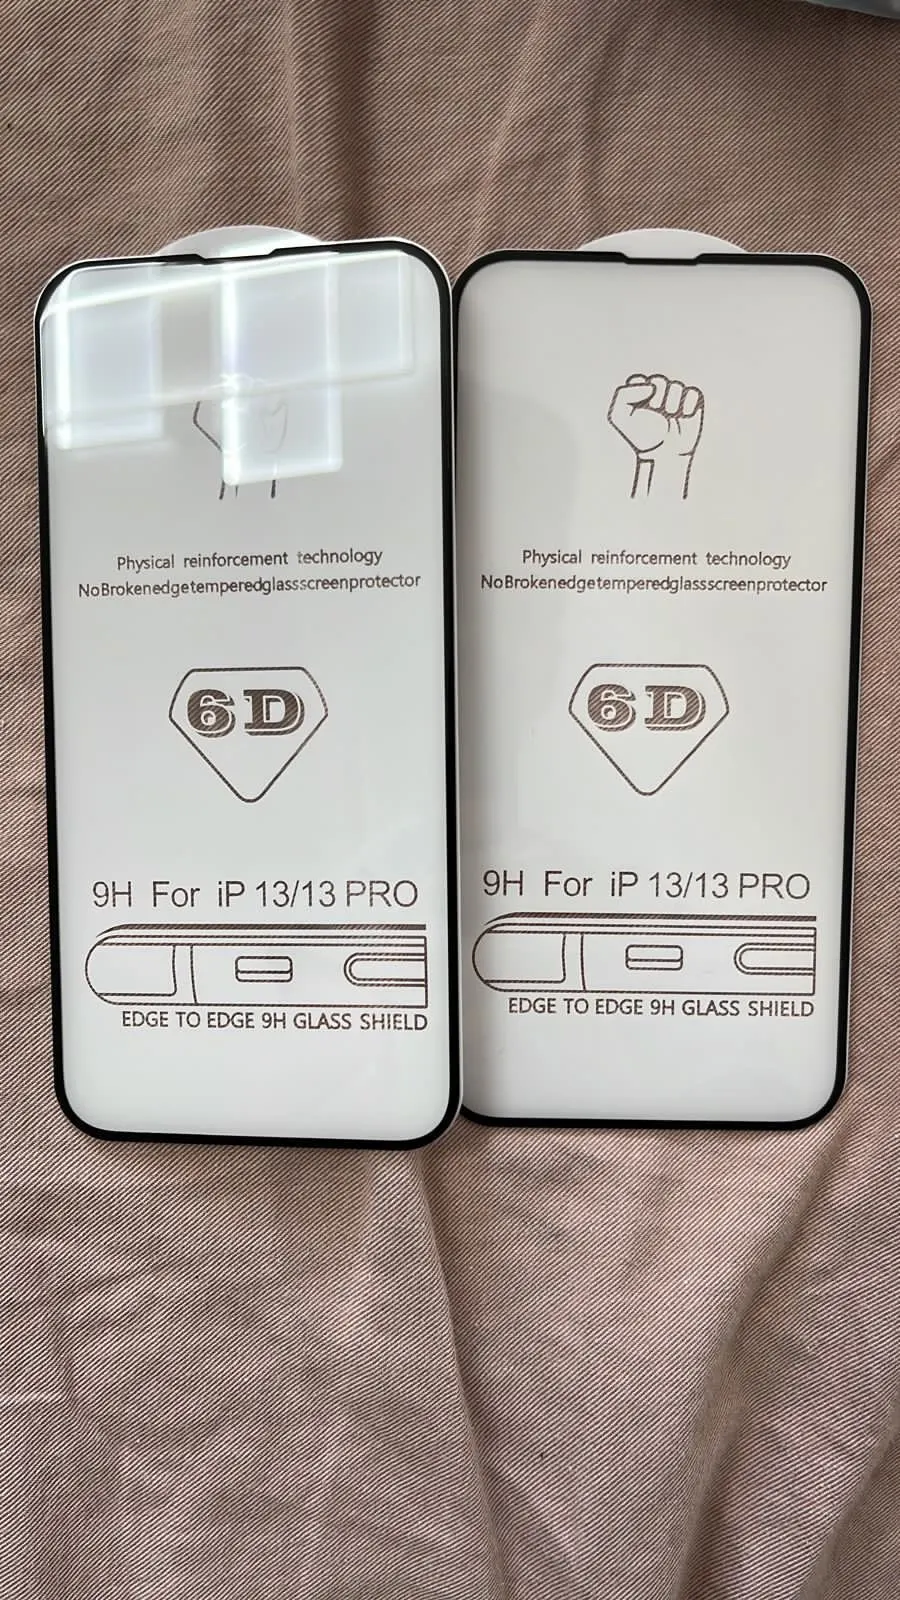 Physical reinforcement technology
NoBrokenedgetemperedglassscreenprotector
6D
9H For iP 13/13 PRO
EDGE TO EDGE 9H GLASS SHIELD
Physical reinforcement technology
NoBrokenedgetemperedglassscreenprotector
6D
9H For iP 13/13 PRO
EDGE TO EDGE 9H GLASS SHIELD